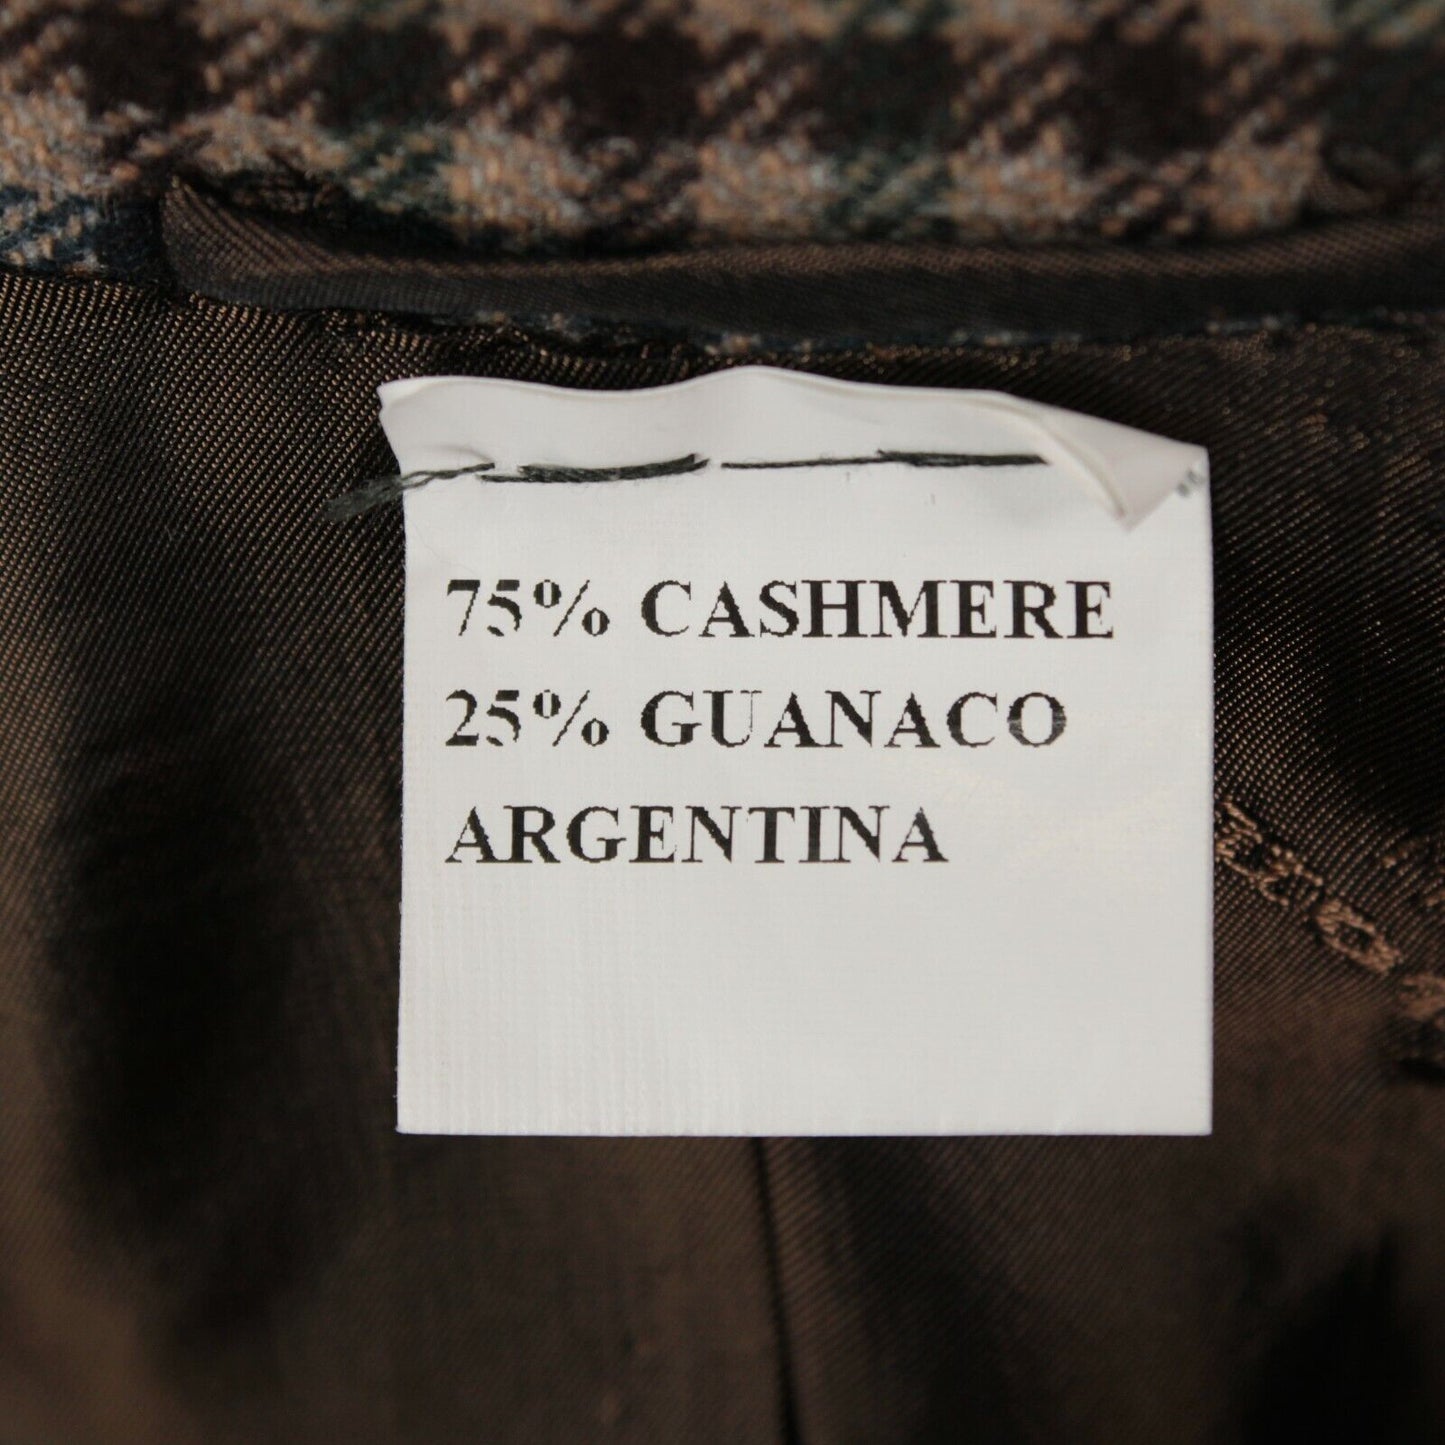 75% CASHMERE
25% GUANACO
ARGENTINA